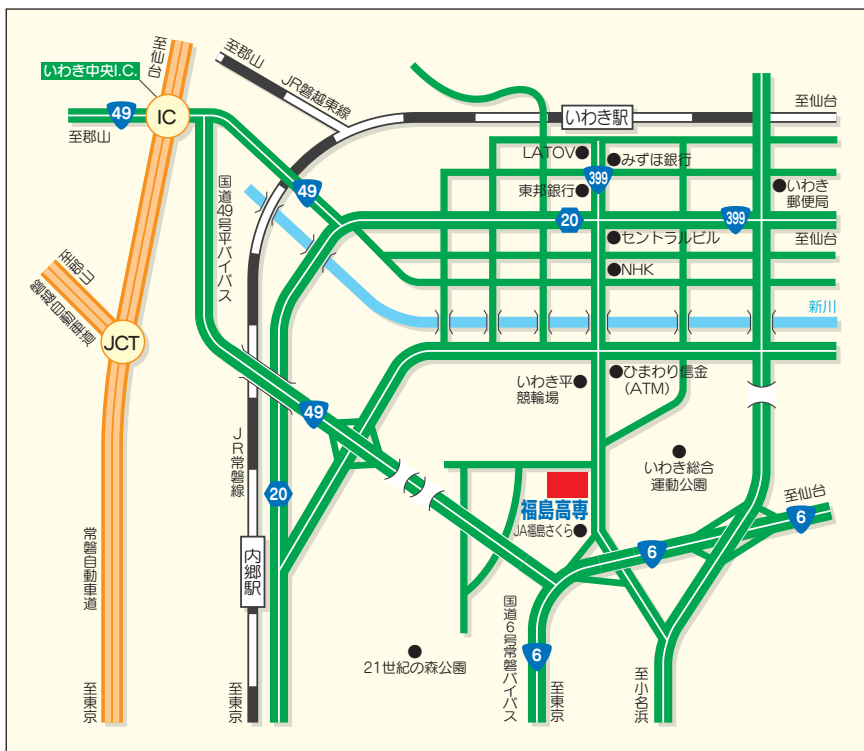 至仙台
いわき中央I.C.
IC
49
至郡山
至郡山
JR磐越東線
いわき駅
至仙台
LATOV
みずほ銀行
399
東邦銀行
いわき
郵便局
49
国道49号平バイパス
20
399
セントラルビル
至仙台
NHK
至郡山
磐越自動車道
JCT
新川
いわき平
競輪場
ひまわり信金
(ATM)
49
JR常磐線
いわき総合
運動公園
20
福島高専
JA福島さくら
至仙台
6
6
常磐自動車道
内郷駅
国道6号常磐バイパス
6
21世紀の森公園
至東京
至東京
至東京
至小名浜